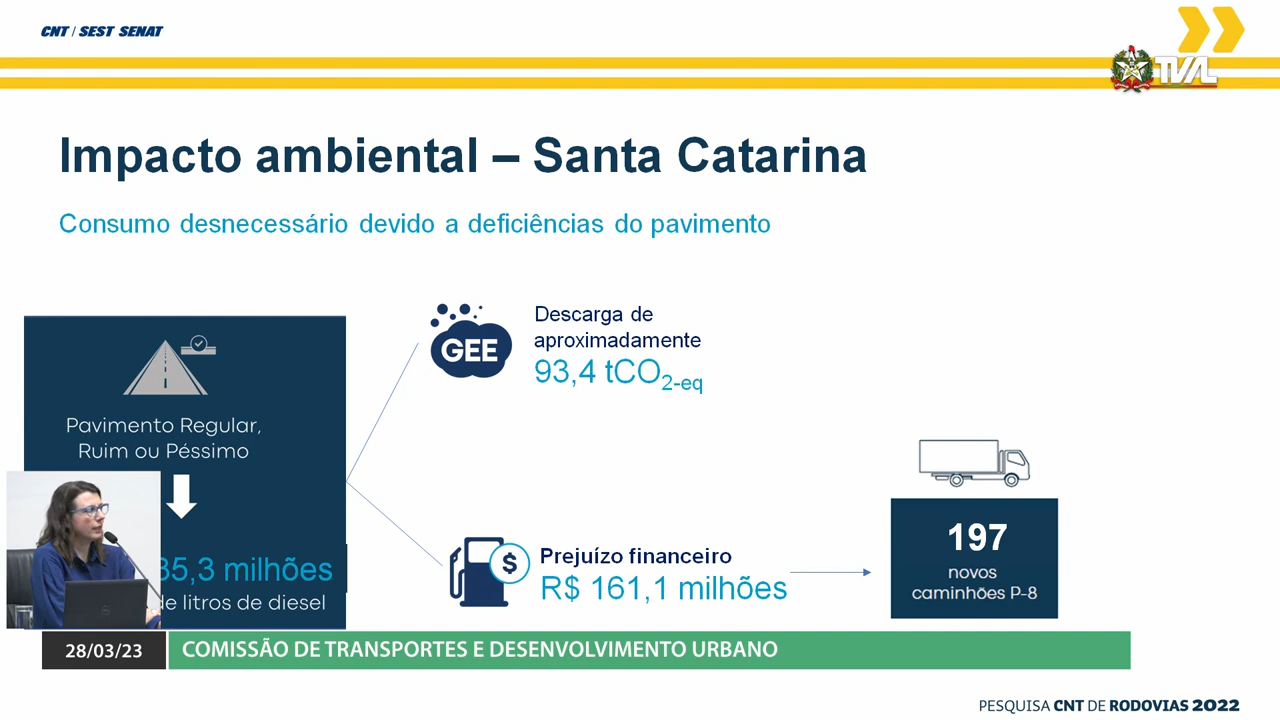 CNT / SEST SENAT
TVAL
Impacto ambiental – Santa Catarina
Consumo desnecessário devido a deficiências do pavimento
Pavimento Regular,
Ruim ou Péssimo
35,3 milhões
de litros de diesel
GEE
Descarga de
aproximadamente
93,4 tCO2-eq
$
Prejuízo financeiro
R$ 161,1 milhões
197
novos
caminhões P-8
28/03/23
COMISSÃO DE TRANSPORTES E DESENVOLVIMENTO URBANO
PESQUISA CNT DE RODOVIAS 2022